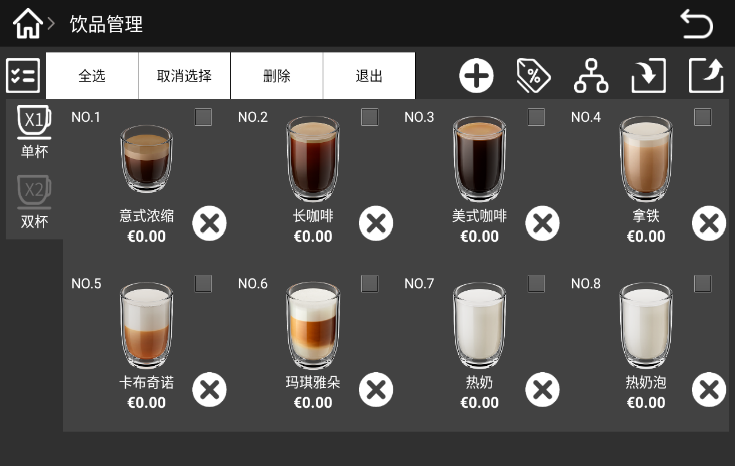 饮品管理
全选 取消选择 删除 退出
X1
单杯
X2
双杯
NO.1 NO.2 NO.3 NO.4
意式浓缩 长咖啡 美式咖啡 拿铁
€0.00 €0.00 €0.00 €0.00
NO.5 NO.6 NO.7 NO.8
卡布奇诺 玛琪雅朵 热奶 热奶泡
€0.00 €0.00 €0.00 €0.00